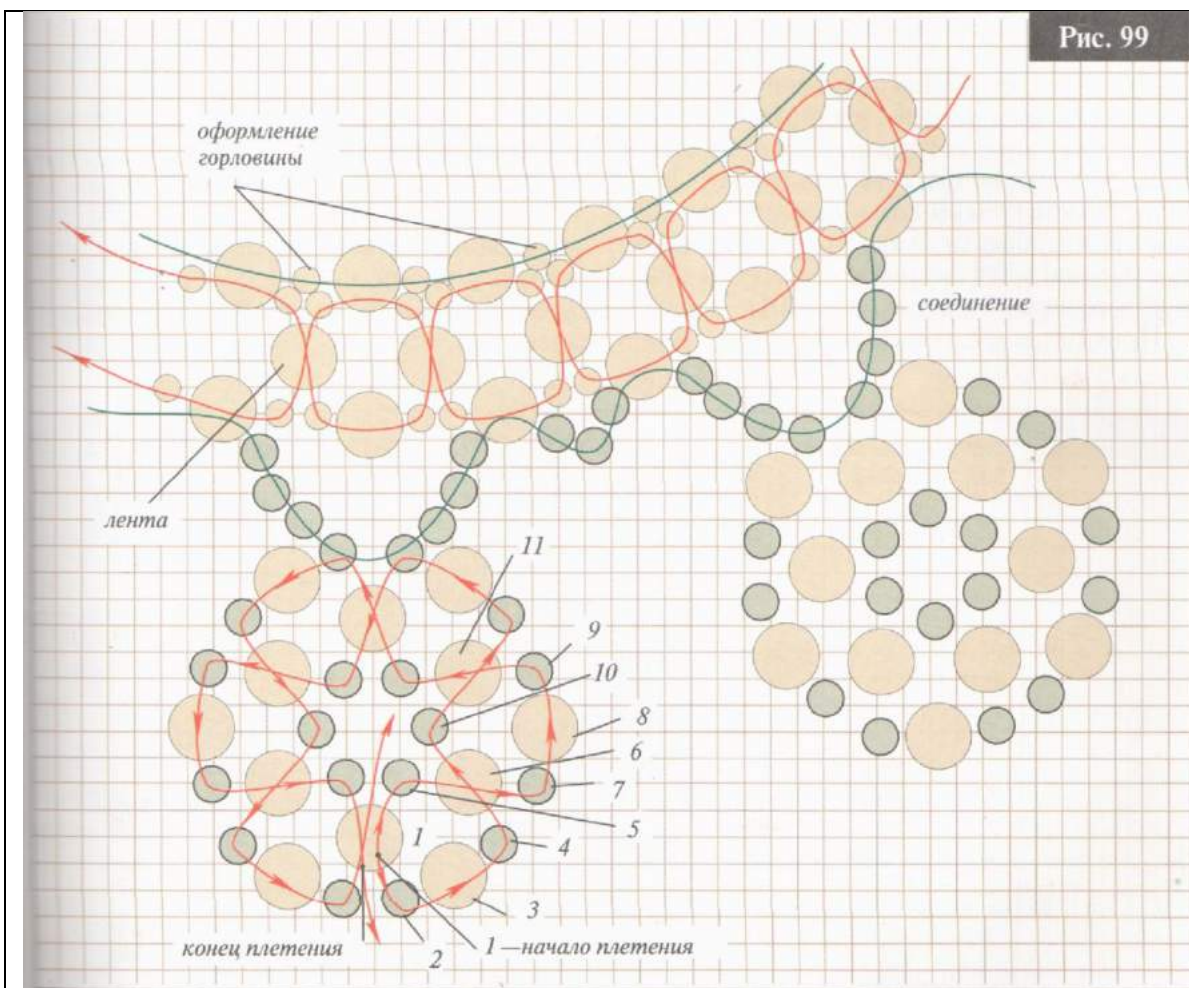 Рис. 99
оформление
горловины
соединение
лента
11
9
10
8
6
7
1
5
4
3
конец плетения
2
1—начало плетения